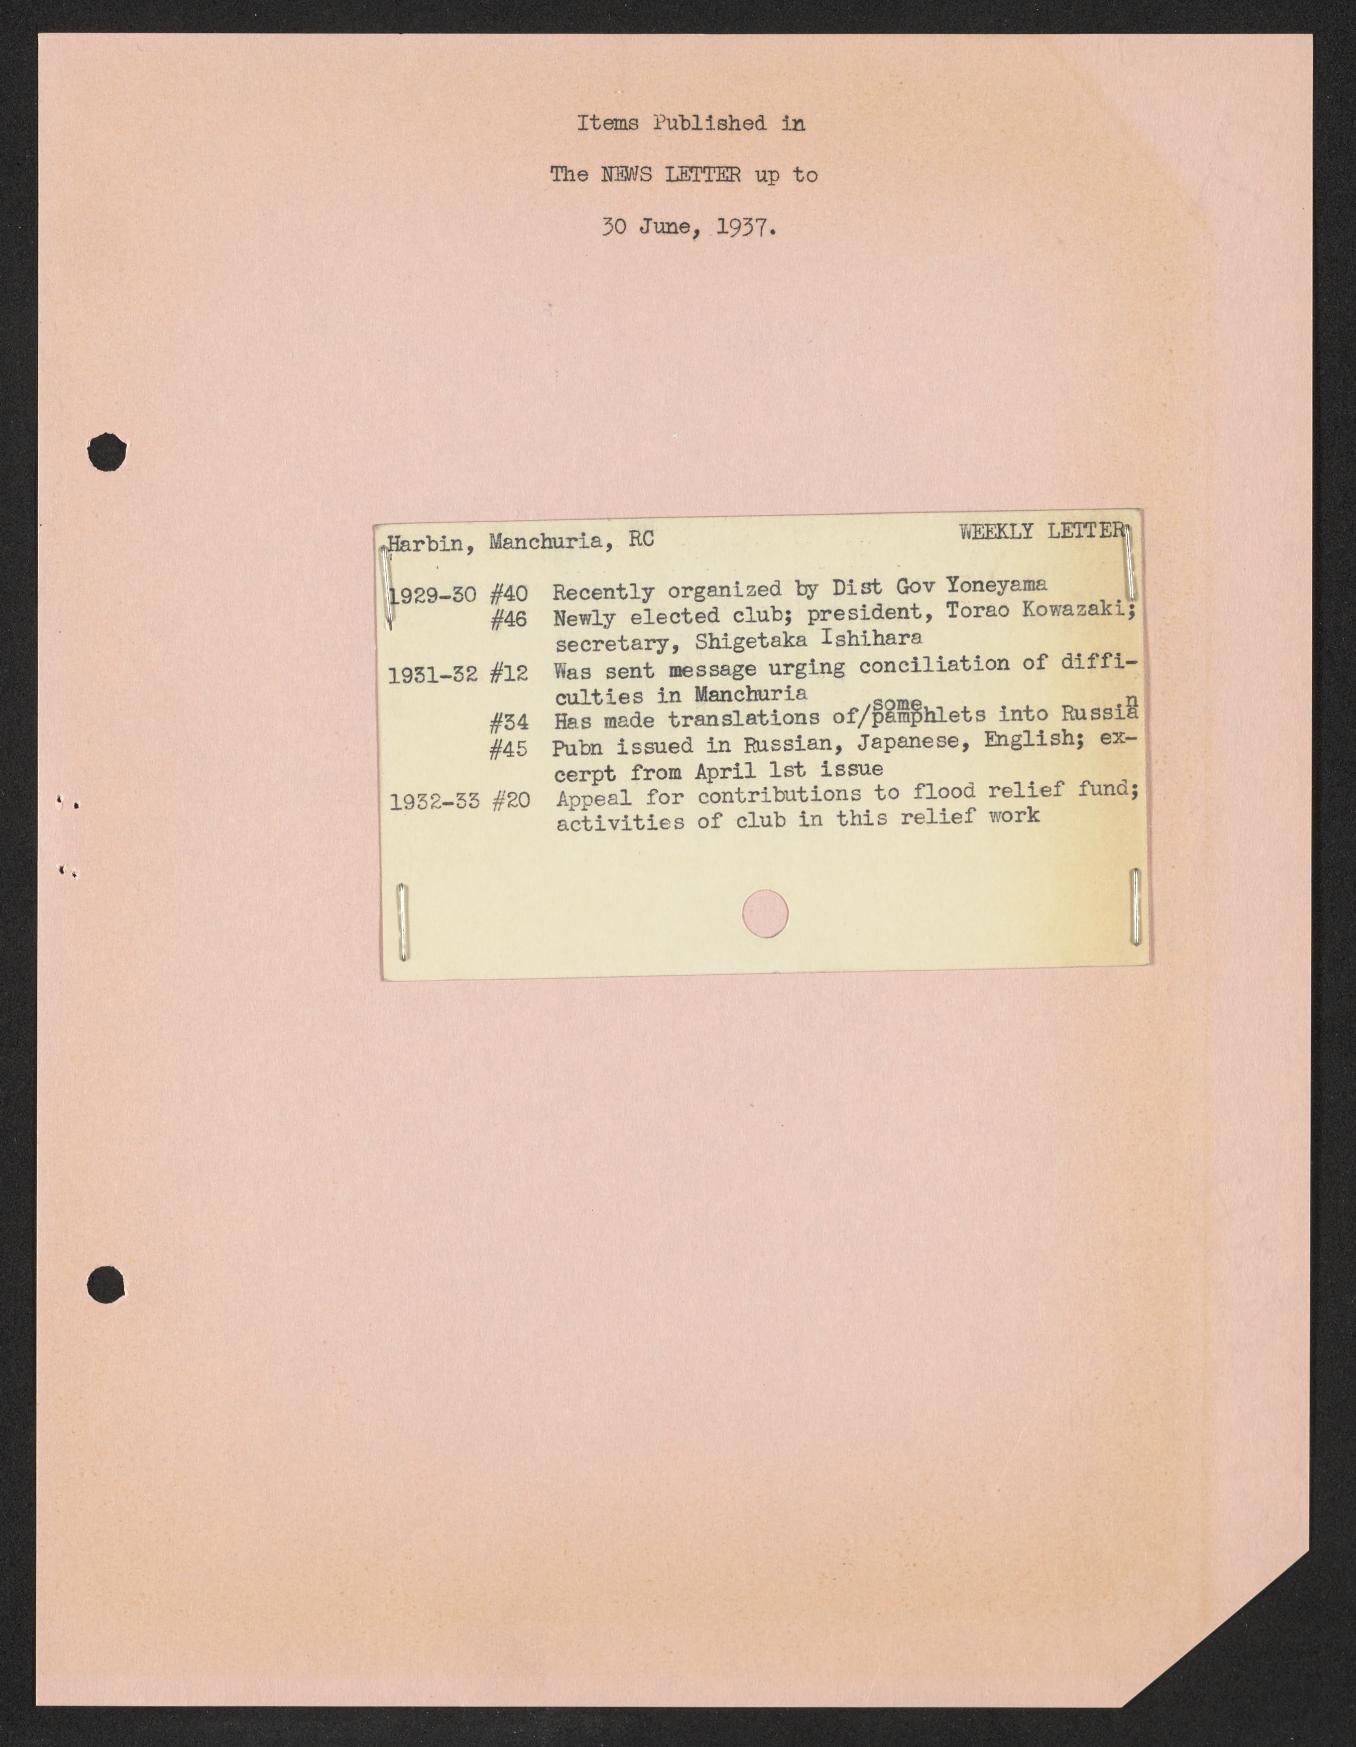 Items Published in
The NEWS LETTER up to
30 June, 1937.
Harbin, Manchuria, RC WEEKLY LETTER
1929-30 #40 Recently organized by Dist Gov Yoneyama
#46 Newly elected club; president, Torao Kowazaki;
secretary, Shigetaka Ishihara
1931-32 #12 Was sent message urging conciliation of diffi-
culties in Manchuria
#34 Has made translations of/some pamphlets into Russian
#45 Pubn issued in Russian, Japanese, English; ex-
cerpt from April 1st issue
1932-33 #20 Appeal for contributions to flood relief fund;
activities of club in this relief work